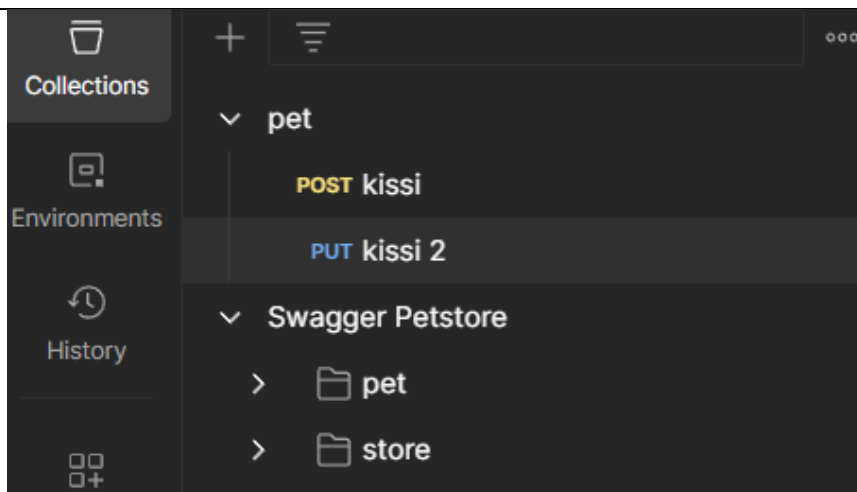 Collections
Environments
History
pet
POST kissi
PUT kissi 2
Swagger Petstore
pet
store